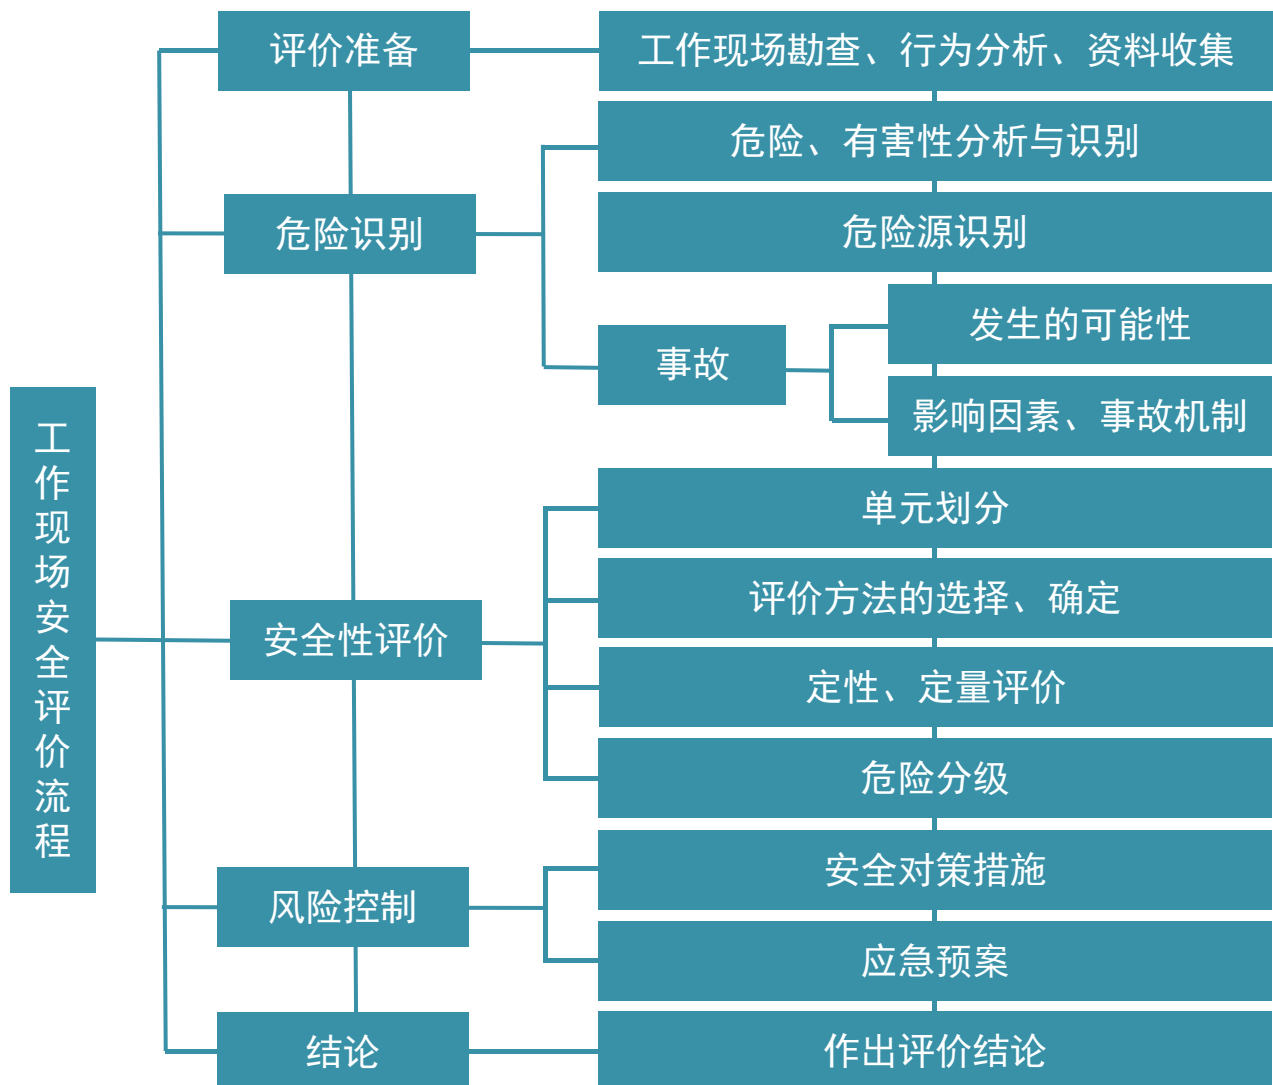 工作现场安全评价流程
评价准备
工作现场勘查、行为分析、资料收集
危险识别
危险、有害性分析与识别
危险源识别
事故
发生的可能性
影响因素、事故机制
安全性评价
单元划分
评价方法的选择、确定
定性、定量评价
危险分级
风险控制
安全对策措施
应急预案
结论
作出评价结论